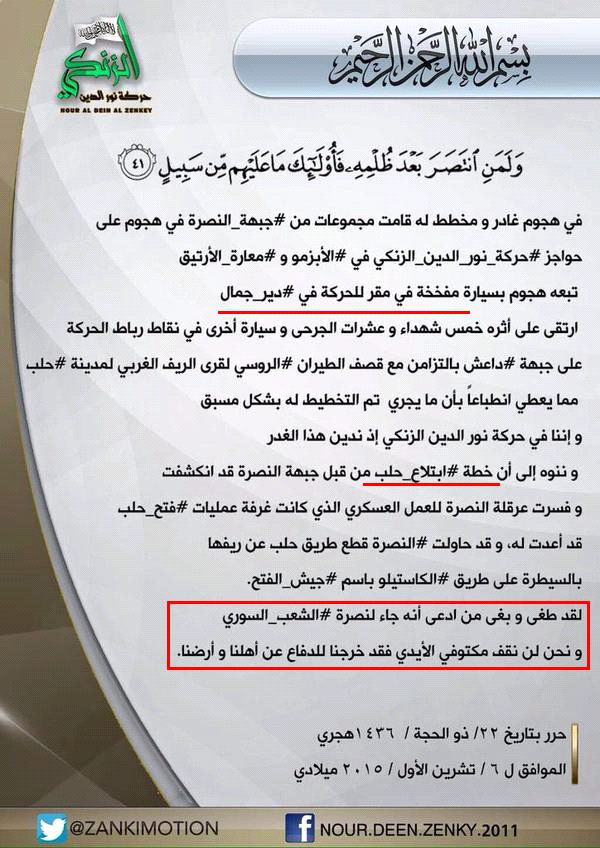 لا إله إلا الله
الزنكي
حركة نور الدين
NOUR AL DEIN AL ZENKEY
بسم الله الرحمن الرحيم
وَلَمَنِ ٱنتَصَرَ بَعْدَ ظُلْمِهِۦ فَأُو۟لَٰٓئِكَ مَا عَلَيْهِم مِّن سَبِيلٍ ٤١
في هجوم غادر و مخطط له قامت مجموعات من #جبهة_النصرة في هجوم على
حواجز #حركة_نور_الدين_الزنكي في #الأبزمو و #معارة_الأرتيق
تبعه هجوم بسيارة مفخخة في مقر للحركة في #دير_جمال
ارتقى على أثره خمس شهداء و عشرات الجرحى و سيارة أخرى في نقاط رباط الحركة
على جبهة #داعش بالتزامن مع قصف الطيران #الروسي لقرى الريف الغربي لمدينة #حلب
مما يعطي انطباعاً بأن ما يجري تم التخطيط له بشكل مسبق
و إننا في حركة نور الدين الزنكي إذ ندين هذا الغدر
و ننوه إلى أن خطة #ابتلاع_حلب من قبل جبهة النصرة قد انكشفت
و فسرت عرقلة النصرة للعمل العسكري الذي كانت غرفة عمليات #فتح_حلب
قد أعدت له، و قد حاولت #النصرة قطع طريق حلب عن ريفها
بالسيطرة على طريق #الكاستيلو باسم #جيش_الفتح.
لقد طغى و بغى من ادعى أنه جاء لنصرة #الشعب_السوري
و نحن لن نقف مكتوفي الأيدي فقد خرجنا للدفاع عن أهلنا و أرضنا.
حرر بتاريخ ٢٢/ ذو الحجة / ١٤٣٦هجري
الموافق ل ٦ / تشرين الأول / ٢٠١٥ ميلادي
@ZANKIMOTION
NOUR.DEEN.ZENKY.2011